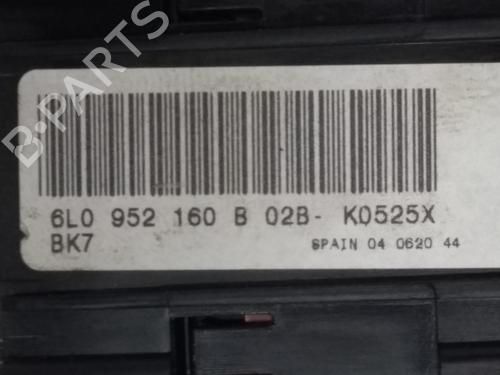 B-PARTS
6L0 952 160 B 02B- K0525X
BK7
SPAIN 04 0620 44